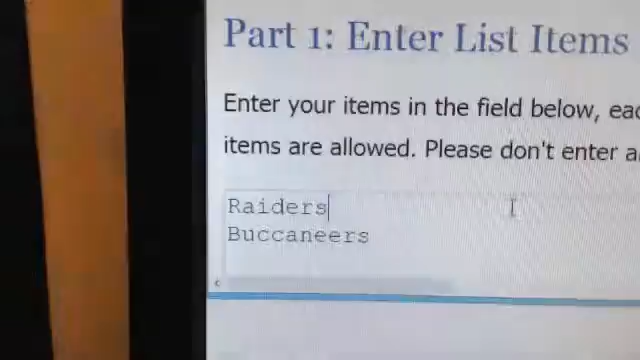 Part 1: Enter List Items
Enter your items in the field below,
items are allowed. Please don't enter
Raiders
Buccaneers